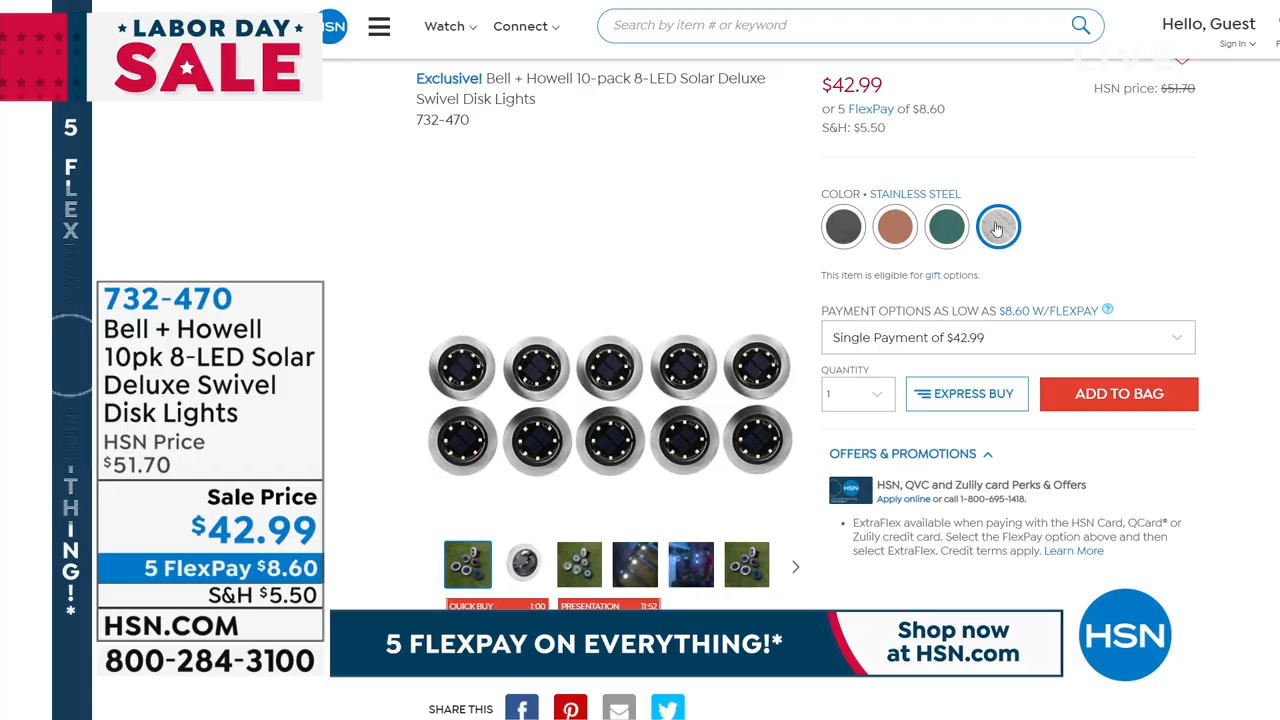 LABOR DAY
SALE
5 FLEX
THING!*
HSN
Watch
Connect
Search by item # or keyword
Hello, Guest
Sign In
LIVE
Exclusive! Bell + Howell 10-pack 8-LED Solar Deluxe
Swivel Disk Lights
732-470
$42.99
HSN price: $51.70
or 5 FlexPay of $8.60
S&H: $5.50
COLOR • STAINLESS STEEL
This item is eligible for gift options.
PAYMENT OPTIONS AS LOW AS $8.60 W/FLEXPAY ?
Single Payment of $42.99
QUANTITY
1
EXPRESS BUY
ADD TO BAG
OFFERS & PROMOTIONS
HSN
HSN, QVC and Zulily card Perks & Offers
Apply online or call 1-800-695-1418.
• ExtraFlex available when paying with the HSN Card, QCard® or
Zulily credit card. Select the FlexPay option above and then
select ExtraFlex. Credit terms apply. Learn More
QUICK BUY 1:00
PRESENTATION 11:52
732-470
Bell + Howell
10pk 8-LED Solar
Deluxe Swivel
Disk Lights
HSN Price
$51.70
Sale Price
$42.99
5 FlexPay $8.60
S&H $5.50
HSN.COM
800-284-3100
5 FLEXPAY ON EVERYTHING!*
Shop now
at HSN.com
HSN
SHARE THIS